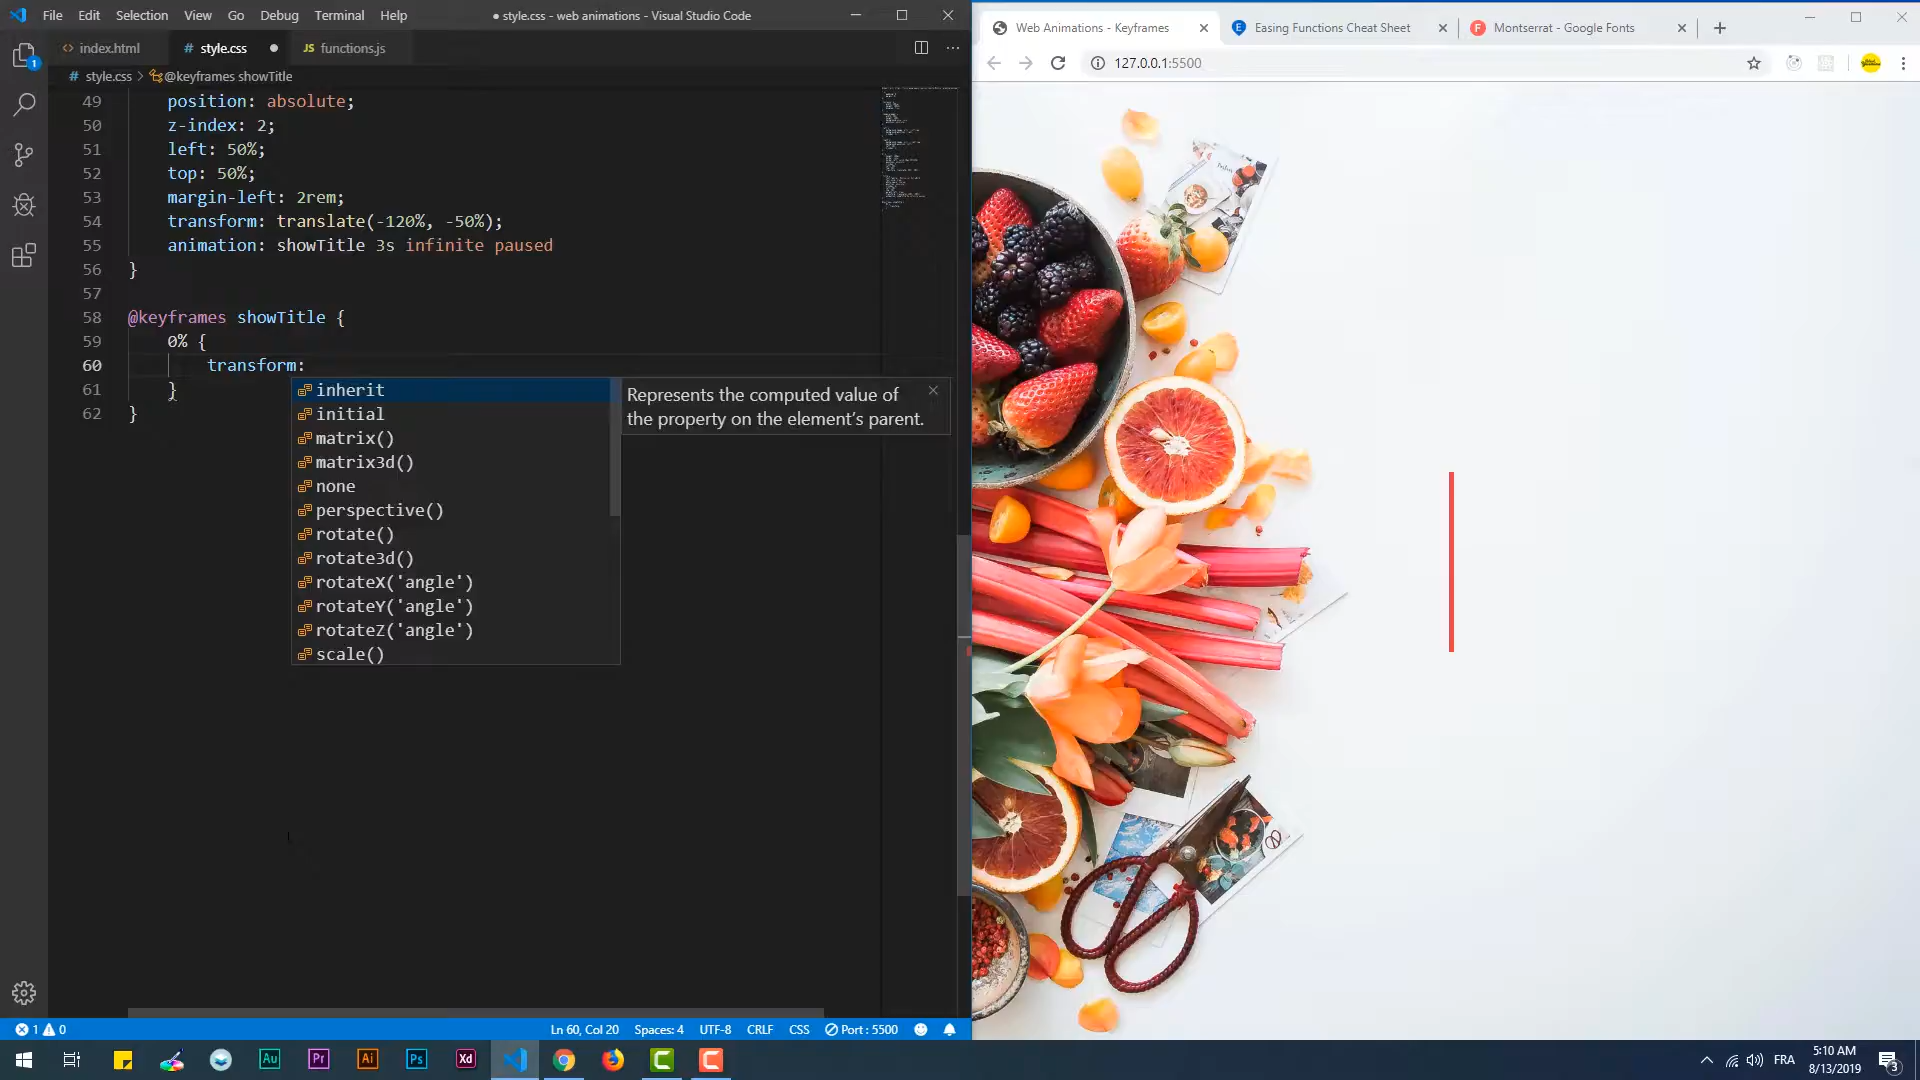 File Edit Selection View Go Debug Terminal Help
● style.css - web animations - Visual Studio Code
index.html
# style.css
JS functions.js
# style.css > @keyframes showTitle
49 position: absolute;
50 z-index: 2;
51 left: 50%;
52 top: 50%;
53 margin-left: 2rem;
54 transform: translate(-120%, -50%);
55 animation: showTitle 3s infinite paused
56 }
57
58 @keyframes showTitle {
59 0% {
60 transform:
61 }
62 }
inherit
initial
matrix()
matrix3d()
none
perspective()
rotate()
rotate3d()
rotateX('angle')
rotateY('angle')
rotateZ('angle')
scale()
Represents the computed value of
the property on the element's parent.
1
1 0
Ln 60, Col 20 Spaces: 4 UTF-8 CRLF CSS Port : 5500
Web Animations - Keyframes
E Easing Functions Cheat Sheet
F Montserrat - Google Fonts
127.0.0.1:5500
Au Pr Ai Ps Xd
FRA
5:10 AM
8/13/2019
3